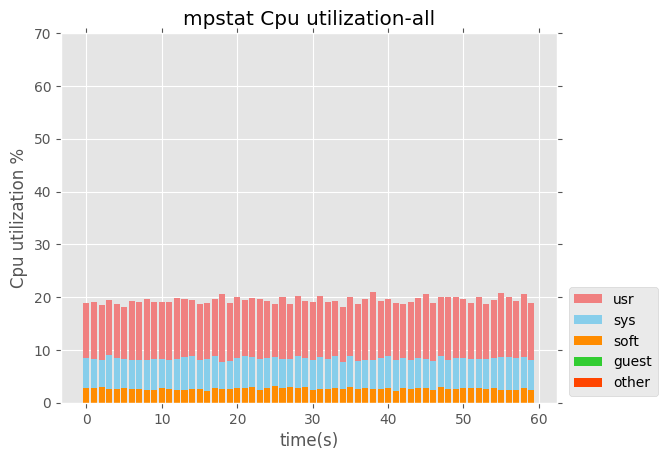 mpstat Cpu utilization-all
Cpu utilization %
70
60
50
40
30
20
10
0
0 10 20 30 40 50 60
time(s)
usr
sys
soft
guest
other